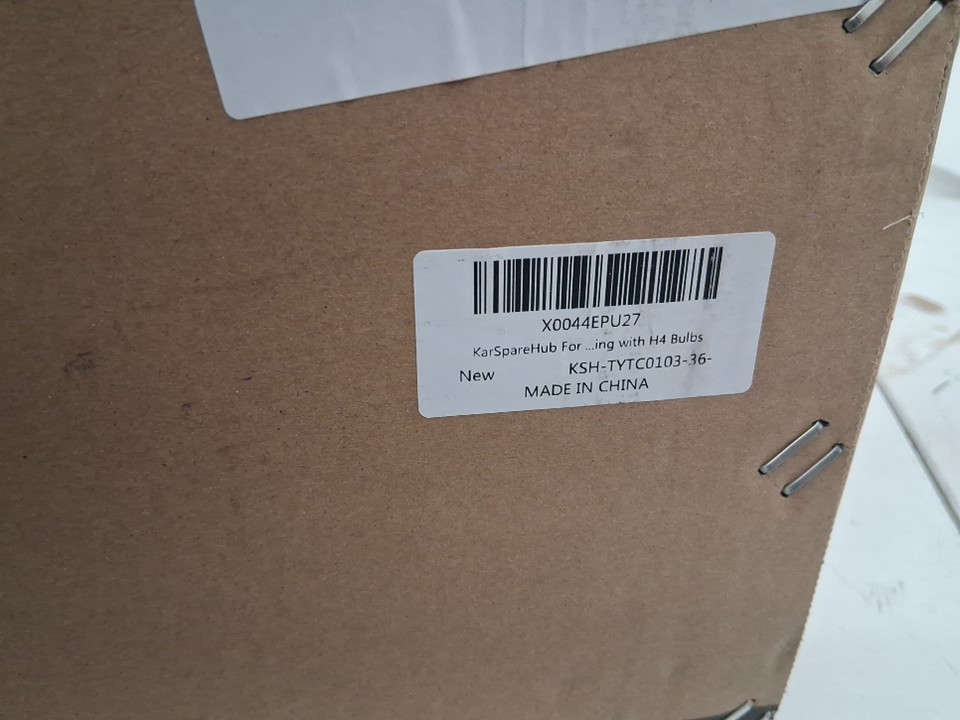 X0044EPU27
KarSpareHub For ...ing with H4 Bulbs
New KSH-TYTC0103-36-
MADE IN CHINA